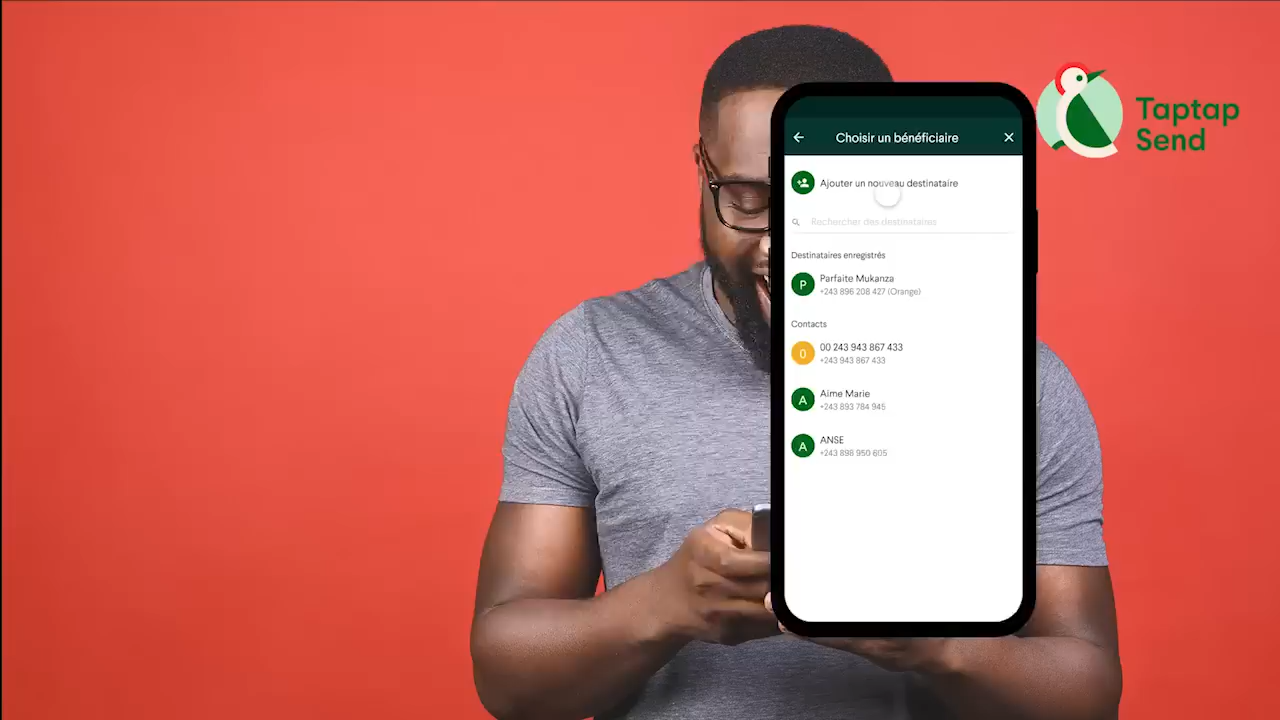 Taptap
Send
Choisir un bénéficiaire
Ajouter un nouveau destinataire
Rechercher des destinataires
Destinataires enregistrés
P
Parfaite Mukanza
+243 896 208 427 (Orange)
Contacts
0
00 243 943 867 433
+243 943 867 433
A
Aime Marie
+243 893 784 945
A
ANSE
+243 898 950 605